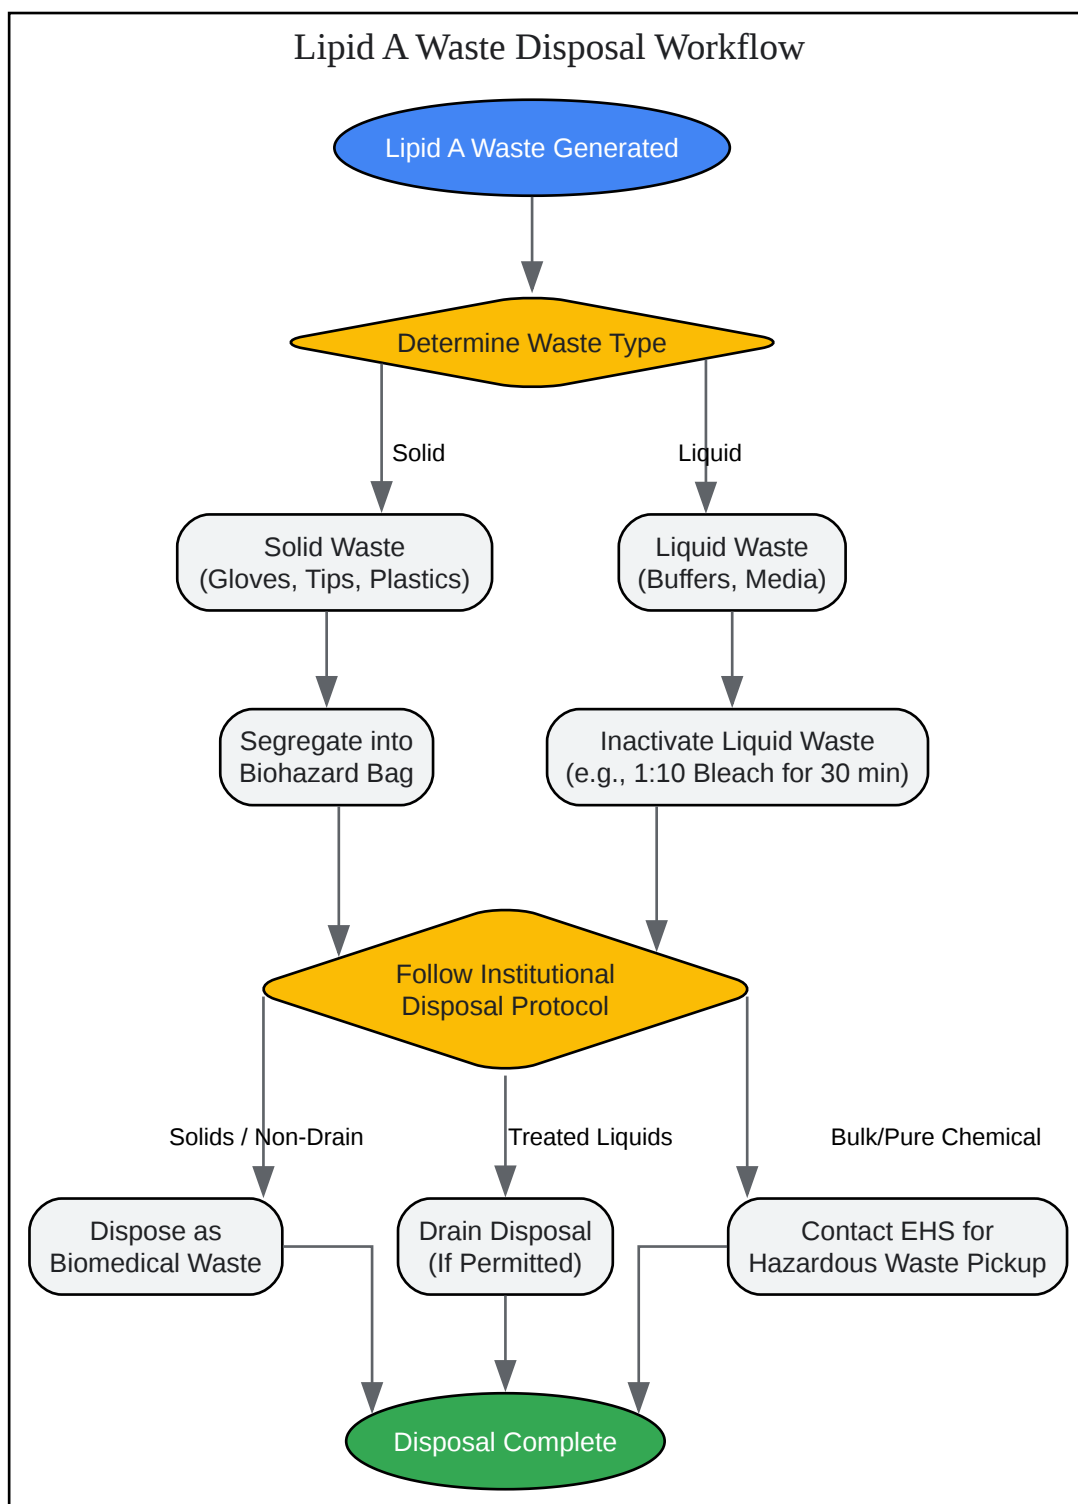 Lipid A Waste Disposal Workflow
Lipid A Waste Generated
Determine Waste Type
Solid
Liquid
Solid Waste
(Gloves, Tips, Plastics)
Liquid Waste
(Buffers, Media)
Segregate into
Biohazard Bag
Inactivate Liquid Waste
(e.g., 1:10 Bleach for 30 min)
Follow Institutional
Disposal Protocol
Solids / Non-Drain
Treated Liquids
Bulk/Pure Chemical
Dispose as
Biomedical Waste
Drain Disposal
(If Permitted)
Contact EHS for
Hazardous Waste Pickup
Disposal Complete